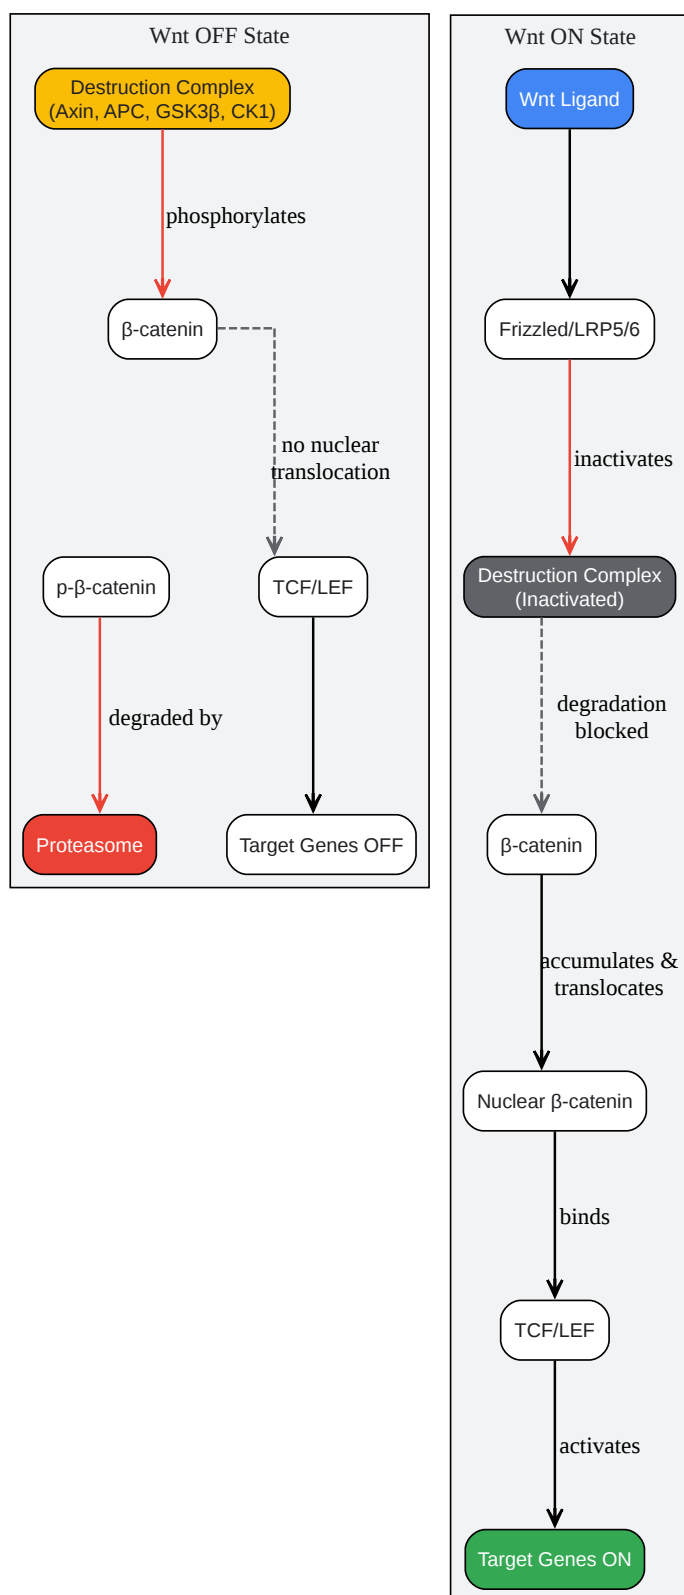 Wnt OFF State
Destruction Complex
(Axin, APC, GSK3β, CK1)
phosphorylates
β-catenin
no nuclear
translocation
p-β-catenin
TCF/LEF
degraded by
Proteasome
Target Genes OFF
Wnt ON State
Wnt Ligand
Frizzled/LRP5/6
inactivates
Destruction Complex
(Inactivated)
degradation
blocked
β-catenin
accumulates &
translocates
Nuclear β-catenin
binds
TCF/LEF
activates
Target Genes ON